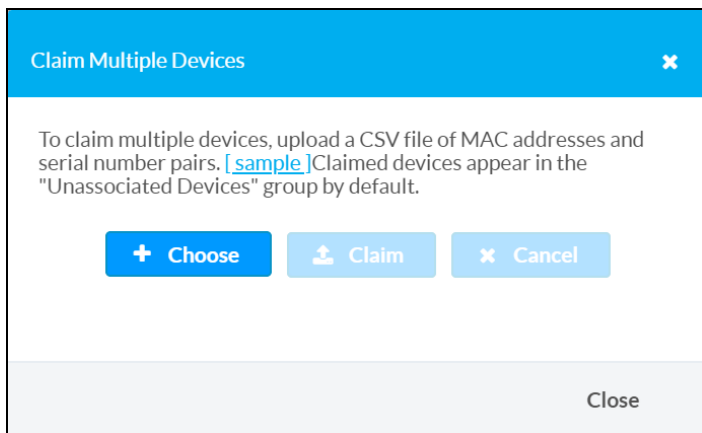 Claim Multiple Devices
To claim multiple devices, upload a CSV file of MAC addresses and
serial number pairs. [ sample ]Claimed devices appear in the
"Unassociated Devices" group by default.
Choose Claim Cancel
Close